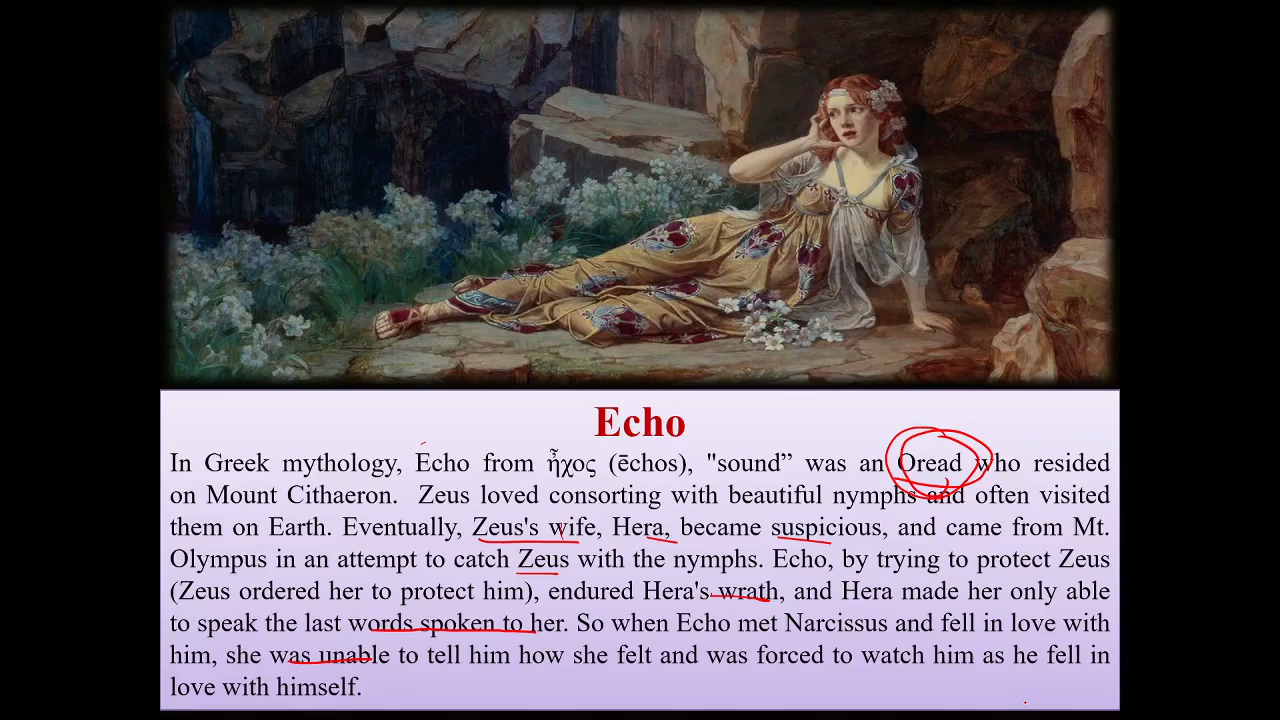 Echo
In Greek mythology, Echo from ἦχος (ēchos), "sound” was an Oread who resided
on Mount Cithaeron. Zeus loved consorting with beautiful nymphs and often visited
them on Earth. Eventually, Zeus's wife, Hera, became suspicious, and came from Mt.
Olympus in an attempt to catch Zeus with the nymphs. Echo, by trying to protect Zeus
(Zeus ordered her to protect him), endured Hera's wrath, and Hera made her only able
to speak the last words spoken to her. So when Echo met Narcissus and fell in love with
him, she was unable to tell him how she felt and was forced to watch him as he fell in
love with himself.